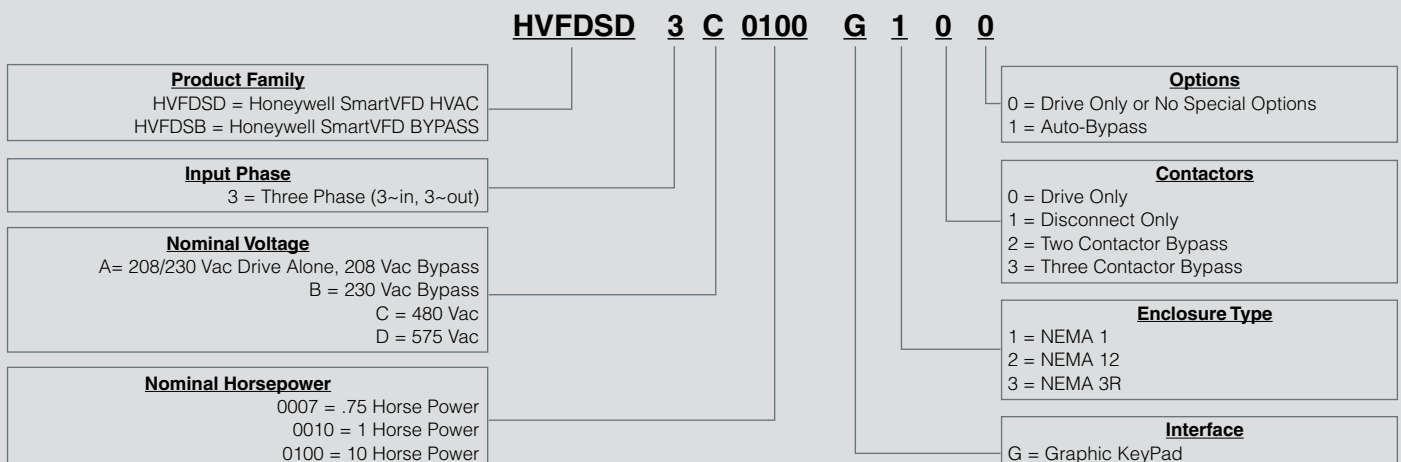 HVFDSD 3 C 0100 G 1 0 0
Product Family
HVFDSD = Honeywell SmartVFD HVAC
HVFDSB = Honeywell SmartVFD BYPASS
Input Phase
3 = Three Phase (3~in, 3~out)
Nominal Voltage
A= 208/230 Vac Drive Alone, 208 Vac Bypass
B = 230 Vac Bypass
C = 480 Vac
D = 575 Vac
Nominal Horsepower
0007 = .75 Horse Power
0010 = 1 Horse Power
0100 = 10 Horse Power
Options
0 = Drive Only or No Special Options
1 = Auto-Bypass
Contactors
0 = Drive Only
1 = Disconnect Only
2 = Two Contactor Bypass
3 = Three Contactor Bypass
Enclosure Type
1 = NEMA 1
2 = NEMA 12
3 = NEMA 3R
Interface
G = Graphic KeyPad